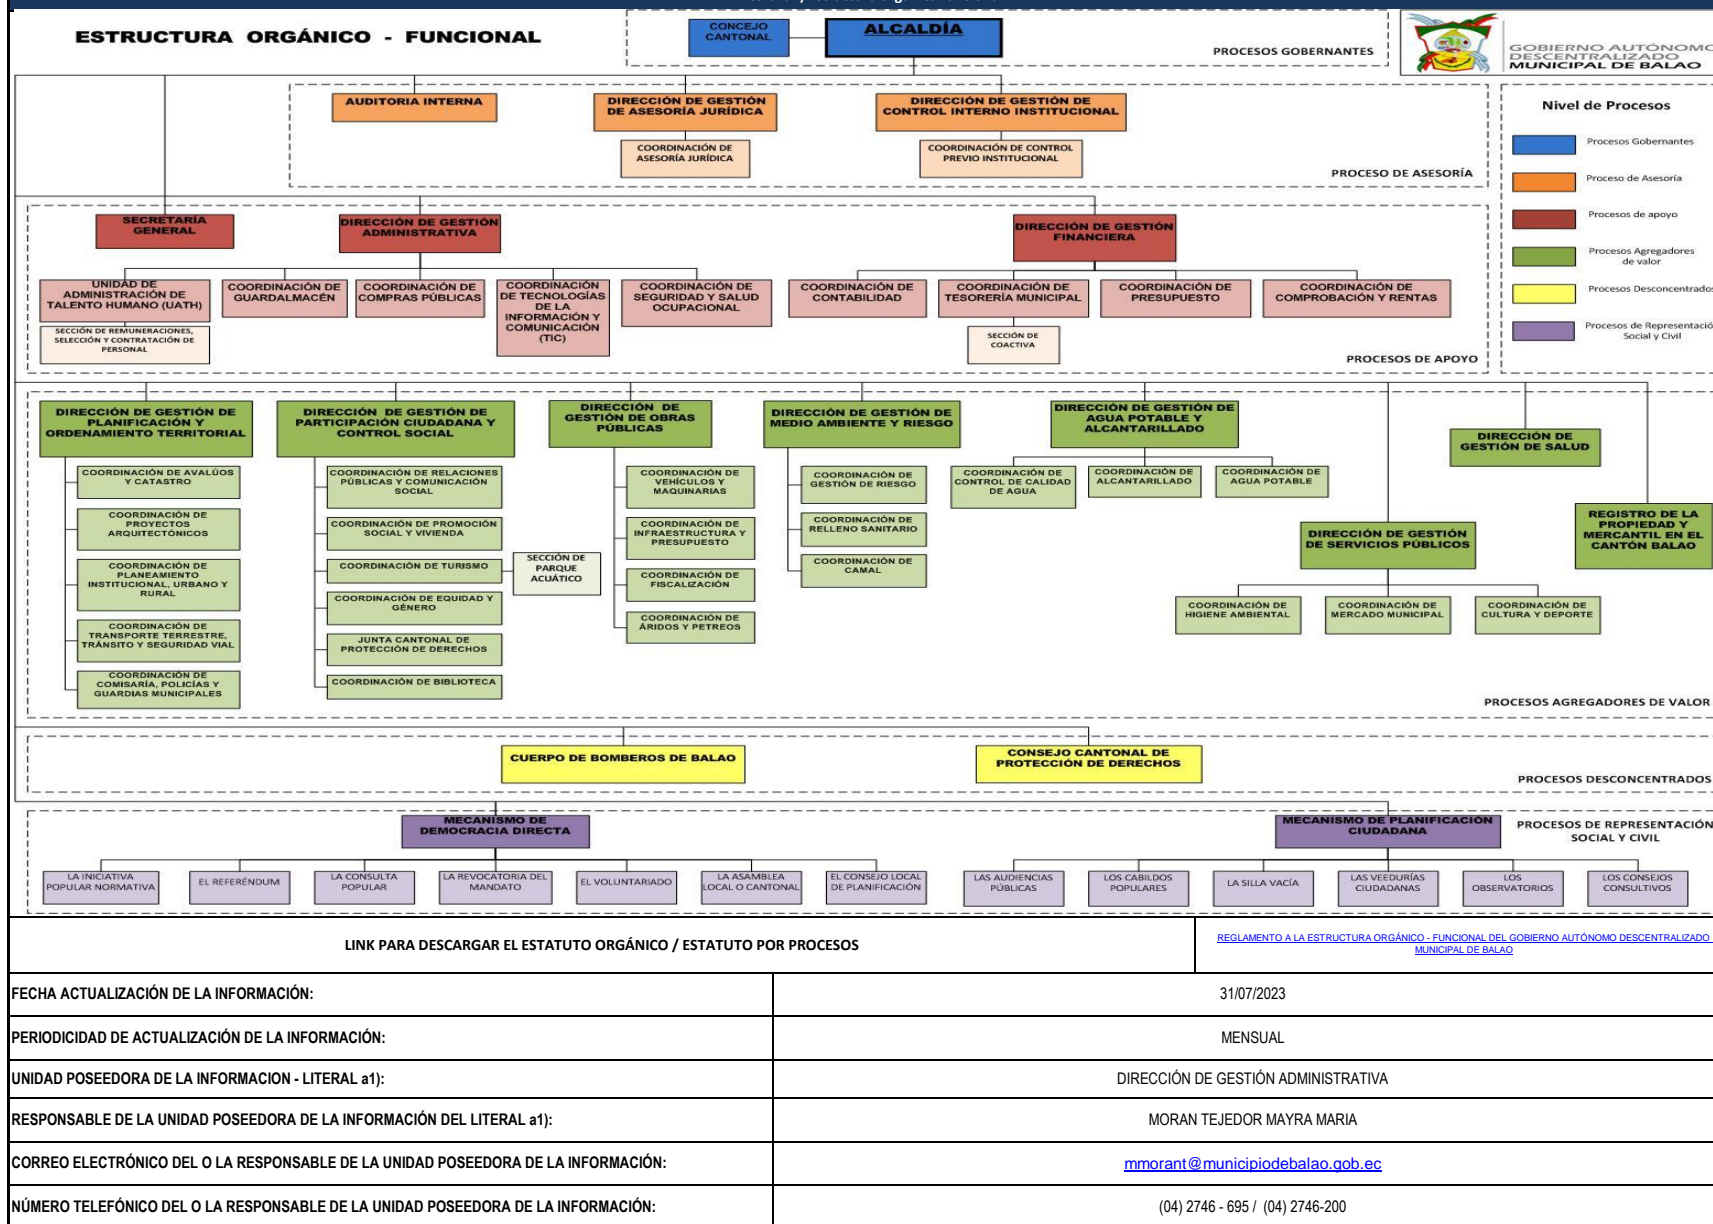 ESTRUCTURA ORGÁNICO - FUNCIONAL
CONCEJO
CANTONAL
ALCALDÍA
PROCESOS GOBERNANTES
GOBIERNO AUTÓNOMO
DESCENTRALIZADO
MUNICIPAL DE BALAO
AUDITORIA INTERNA
DIRECCIÓN DE GESTIÓN
DE ASESORÍA JURÍDICA
DIRECCIÓN DE GESTIÓN DE
CONTROL INTERNO INSTITUCIONAL
COORDINACIÓN DE
ASESORÍA JURÍDICA
COORDINACIÓN DE CONTROL
PREVIO INSTITUCIONAL
PROCESO DE ASESORÍA
Nivel de Procesos
Procesos Gobernantes
Proceso de Asesoría
Procesos de apoyo
Procesos Agregadores
de valor
Procesos Desconcentrados
Procesos de Representació
Social y Civil
SECRETARÍA
GENERAL
DIRECCIÓN DE GESTIÓN
ADMINISTRATIVA
DIRECCIÓN DE GESTIÓN
FINANCIERA
UNIDAD DE
ADMINISTRACIÓN DE
TALENTO HUMANO (UATH)
SECCIÓN DE REMUNERACIONES,
SELECCIÓN Y CONTRATACIÓN DE
PERSONAL
COORDINACIÓN DE
GUARDALMACÉN
COORDINACIÓN DE
COMPRAS PÚBLICAS
COORDINACIÓN
DE TECNOLOGÍAS
DE LA
INFORMACIÓN Y
COMUNICACIÓN
(TIC)
COORDINACIÓN DE
SEGURIDAD Y SALUD
OCUPACIONAL
COORDINACIÓN DE
CONTABILIDAD
COORDINACIÓN DE
TESORERÍA MUNICIPAL
SECCIÓN DE
COACTIVA
COORDINACIÓN DE
PRESUPUESTO
COORDINACIÓN DE
COMPROBACIÓN Y RENTAS
PROCESOS DE APOYO
DIRECCIÓN DE GESTIÓN DE
PLANIFICACIÓN Y
ORDENAMIENTO TERRITORIAL
COORDINACIÓN DE AVALÚOS
Y CATASTRO
COORDINACIÓN DE
PROYECTOS
ARQUITECTÓNICOS
COORDINACIÓN DE
PLANEAMIENTO
INSTITUCIONAL, URBANO Y
RURAL
COORDINACIÓN DE
TRANSPORTE TERRESTRE,
TRÁNSITO Y SEGURIDAD VIAL
COORDINACIÓN DE
COMISARÍA, POLICÍAS Y
GUARDIAS MUNICIPALES
DIRECCIÓN DE GESTIÓN DE
PARTICIPACIÓN CIUDADANA Y
CONTROL SOCIAL
COORDINACIÓN DE RELACIONES
PÚBLICAS Y COMUNICACIÓN
SOCIAL
COORDINACIÓN DE PROMOCIÓN
SOCIAL Y VIVIENDA
COORDINACIÓN DE TURISMO
SECCIÓN DE
PARQUE
ACUÁTICO
COORDINACIÓN DE EQUIDAD Y
GÉNERO
JUNTA CANTONAL DE
PROTECCIÓN DE DERECHOS
COORDINACIÓN DE BIBLIOTECA
DIRECCIÓN DE
GESTIÓN DE OBRAS
PÚBLICAS
COORDINACIÓN DE
VEHÍCULOS Y
MAQUINARIAS
COORDINACIÓN DE
INFRAESTRUCTURA Y
PRESUPUESTO
COORDINACIÓN DE
FISCALIZACIÓN
COORDINACIÓN DE
ÁRIDOS Y PETREOS
DIRECCIÓN DE GESTIÓN DE
MEDIO AMBIENTE Y RIESGO
COORDINACIÓN DE
GESTIÓN DE RIESGO
COORDINACIÓN DE
RELLENO SANITARIO
COORDINACIÓN DE
CAMAL
DIRECCIÓN DE GESTIÓN DE
AGUA POTABLE Y
ALCANTARILLADO
COORDINACIÓN DE
CONTROL DE CALIDAD
DE AGUA
COORDINACIÓN DE
ALCANTARILLADO
COORDINACIÓN DE
AGUA POTABLE
DIRECCIÓN DE
GESTIÓN DE SALUD
DIRECCIÓN DE GESTIÓN
DE SERVICIOS PÚBLICOS
REGISTRO DE LA
PROPIEDAD Y
MERCANTIL EN EL
CANTÓN BALAO
COORDINACIÓN DE
HIGIENE AMBIENTAL
COORDINACIÓN DE
MERCADO MUNICIPAL
COORDINACIÓN DE
CULTURA Y DEPORTE
PROCESOS AGREGADORES DE VALOR
CUERPO DE BOMBEROS DE BALAO
CONSEJO CANTONAL DE
PROTECCIÓN DE DERECHOS
PROCESOS DESCONCENTRADOS
MECANISMO DE
DEMOCRACIA DIRECTA
MECANISMO DE PLANIFICACIÓN
CIUDADANA
PROCESOS DE REPRESENTACIÓN
SOCIAL Y CIVIL
LA INICIATIVA
POPULAR NORMATIVA
EL REFERÉNDUM
LA CONSULTA
POPULAR
LA REVOCATORIA DEL
MANDATO
EL VOLUNTARIADO
LA ASAMBLEA
LOCAL O CANTONAL
EL CONSEJO LOCAL
DE PLANIFICACIÓN
LAS AUDIENCIAS
PÚBLICAS
LOS CABILDOS
POPULARES
LA SILLA VACÍA
LAS VEEDURÍAS
CIUDADANAS
LOS
OBSERVATORIOS
LOS CONSEJOS
CONSULTIVOS
LINK PARA DESCARGAR EL ESTATUTO ORGÁNICO / ESTATUTO POR PROCESOS
REGLAMENTO A LA ESTRUCTURA ORGÁNICO - FUNCIONAL DEL GOBIERNO AUTÓNOMO DESCENTRALIZADO
MUNICIPAL DE BALAO
FECHA ACTUALIZACIÓN DE LA INFORMACIÓN: 31/07/2023
PERIODICIDAD DE ACTUALIZACIÓN DE LA INFORMACIÓN: MENSUAL
UNIDAD POSEEDORA DE LA INFORMACION - LITERAL a1): DIRECCIÓN DE GESTIÓN ADMINISTRATIVA
RESPONSABLE DE LA UNIDAD POSEEDORA DE LA INFORMACIÓN DEL LITERAL a1): MORAN TEJEDOR MAYRA MARIA
CORREO ELECTRÓNICO DEL O LA RESPONSABLE DE LA UNIDAD POSEEDORA DE LA INFORMACIÓN: mmorant@municipiodebalao.gob.ec
NÚMERO TELEFÓNICO DEL O LA RESPONSABLE DE LA UNIDAD POSEEDORA DE LA INFORMACIÓN: (04) 2746 - 695 / (04) 2746-200